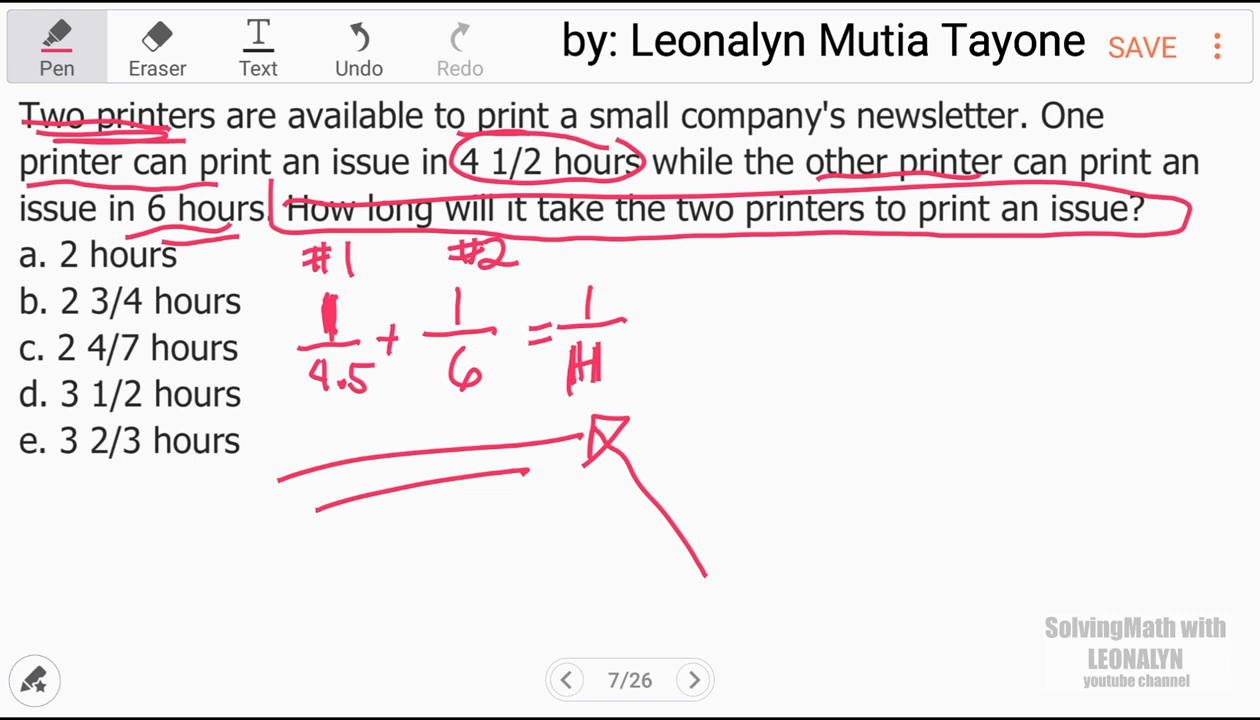 by: Leonalyn Mutia Tayone
SAVE
Pen
Eraser
Text
Undo
Redo
Two printers are available to print a small company's newsletter. One
printer can print an issue in 4 1/2 hours while the other printer can print an
issue in 6 hours. How long will it take the two printers to print an issue?
a. 2 hours
b. 2 3/4 hours
c. 2 4/7 hours
d. 3 1/2 hours
e. 3 2/3 hours
#1 #2
1/4.5 + 1/6 = 1/H
7/26
SolvingMath with
LEONALYN
youtube channel